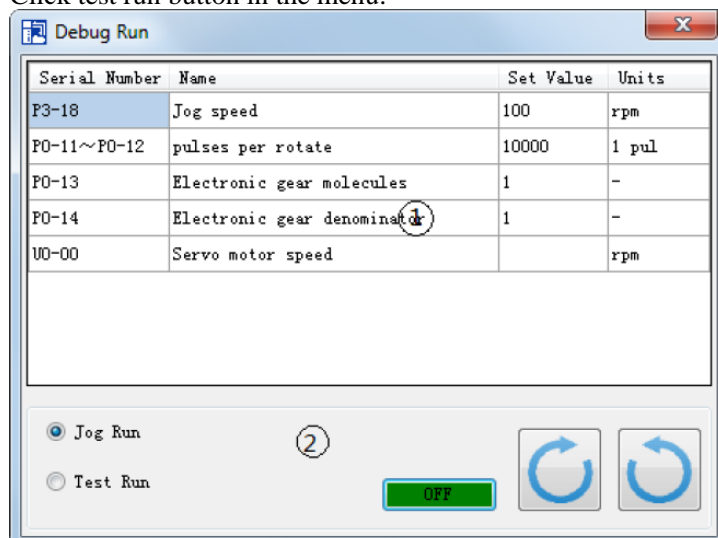 Click test run button in the menu.
Debug Run
Serial Number Name Set Value Units
P3-18 Jog speed 100 rpm
P0-11~P0-12 pulses per rotate 10000 1 pul
P0-13 Electronic gear molecules 1 -
P0-14 Electronic gear denominator 1 -
①
U0-00 Servo motor speed rpm
Jog Run
②
Test Run
OFF